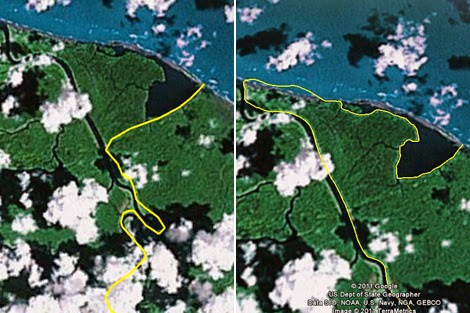 © 2011 Google
US Dept of State Geographer
Data SIO, NOAA, U.S. Navy, NGA, GEBCO
Image © 2011 TerraMetrics